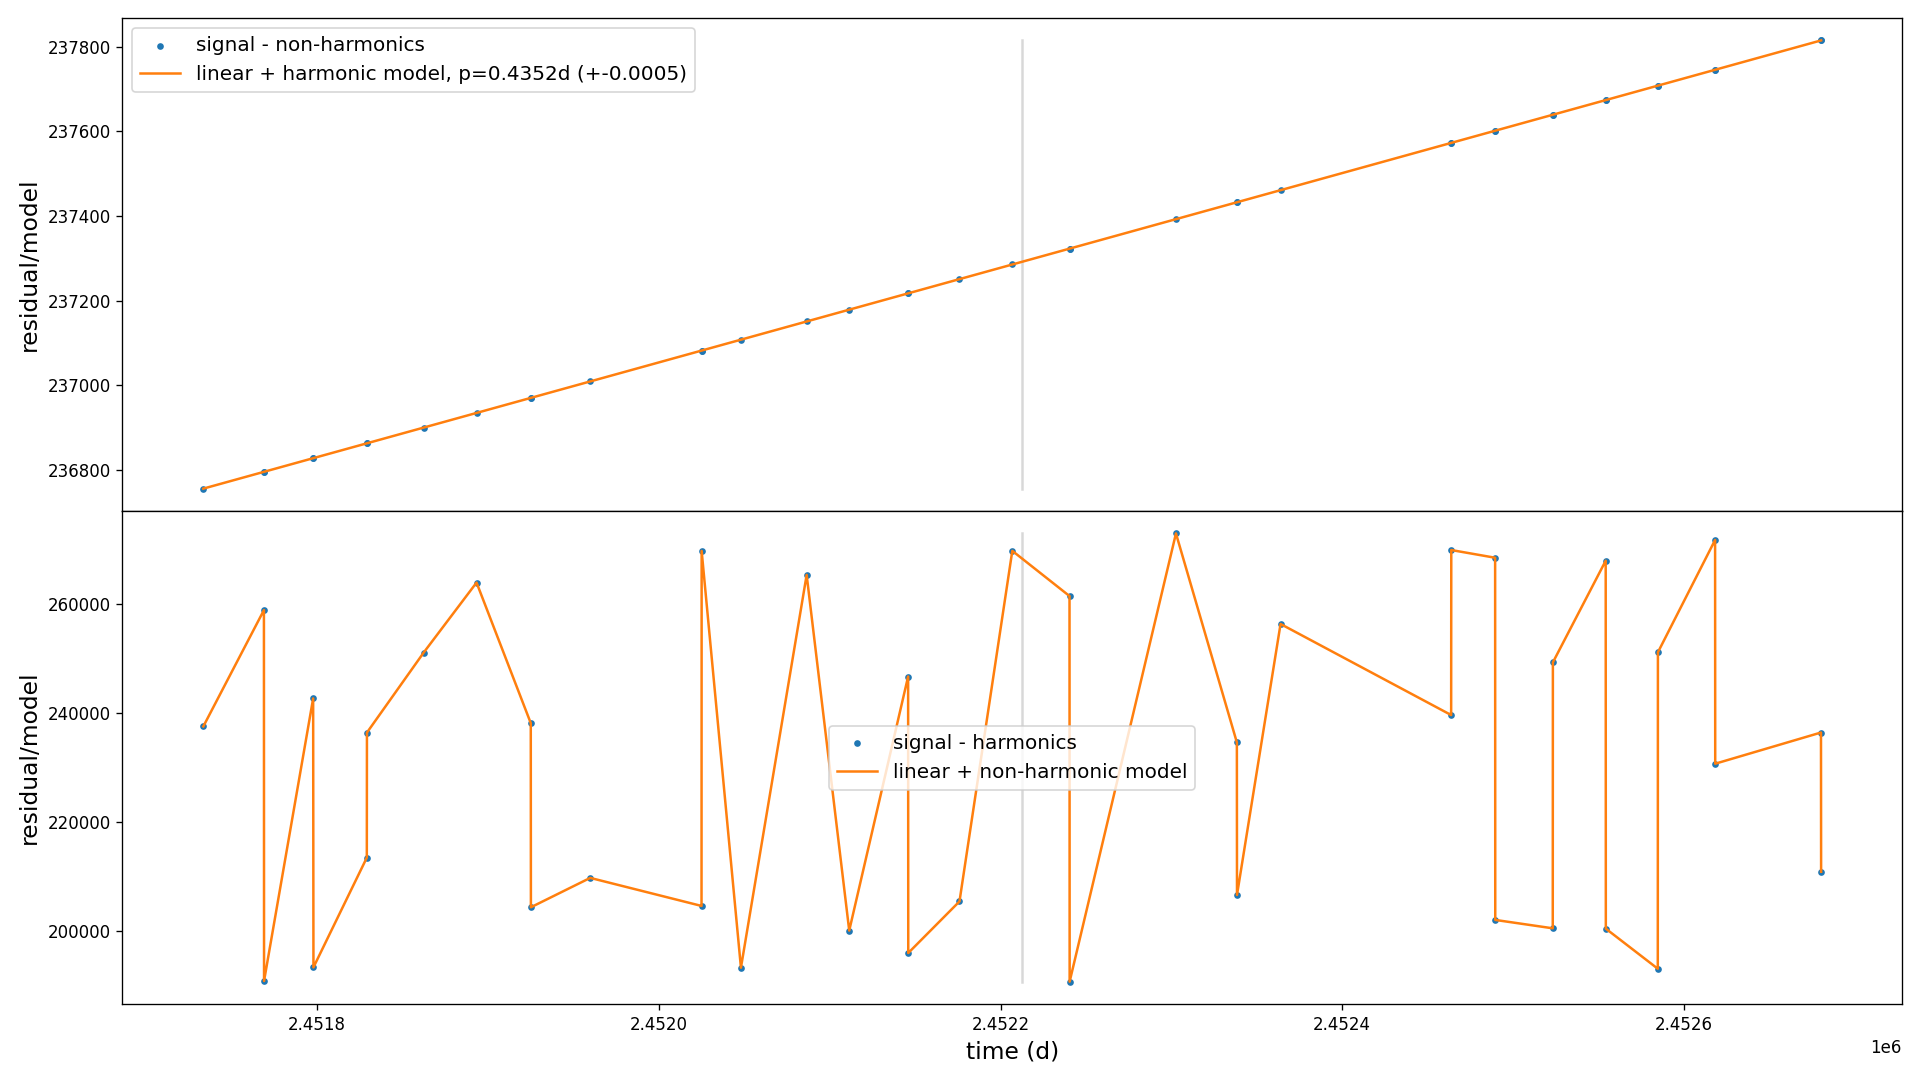 237800
237600
237400
237200
237000
236800
residual/model
signal - non-harmonics
linear + harmonic model, p=0.4352d (+-0.0005)
260000
240000
220000
200000
residual/model
signal - harmonics
linear + non-harmonic model
2.4518 2.4520 2.4522 2.4524 2.4526
time (d)
1e6